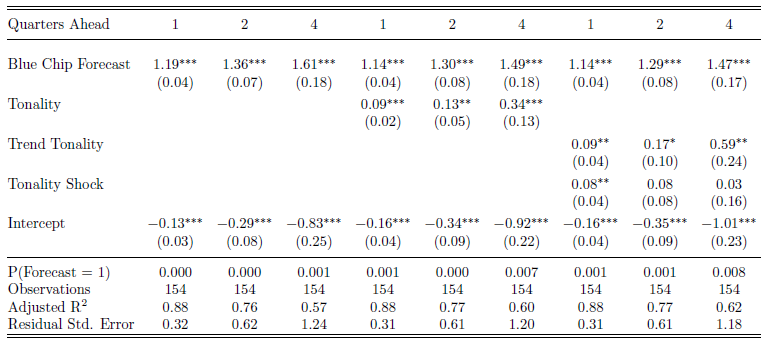 Quarters Ahead 1 2 4 1 2 4 1 2 4
Blue Chip Forecast 1.19*** 1.36*** 1.61*** 1.14*** 1.30*** 1.49*** 1.14*** 1.29*** 1.47***
(0.04) (0.07) (0.18) (0.04) (0.08) (0.18) (0.04) (0.08) (0.17)
Tonality 0.09*** 0.13** 0.34***
(0.02) (0.05) (0.13)
Trend Tonality 0.09** 0.17* 0.59**
(0.04) (0.10) (0.24)
Tonality Shock 0.08** 0.08 0.03
(0.04) (0.08) (0.16)
Intercept −0.13*** −0.29*** −0.83*** −0.16*** −0.34*** −0.92*** −0.16*** −0.35*** −1.01***
(0.03) (0.08) (0.25) (0.04) (0.09) (0.22) (0.04) (0.09) (0.23)
P(Forecast = 1) 0.000 0.000 0.001 0.001 0.000 0.007 0.001 0.001 0.008
Observations 154 154 154 154 154 154 154 154 154
Adjusted R² 0.88 0.76 0.57 0.88 0.77 0.60 0.88 0.77 0.62
Residual Std. Error 0.32 0.62 1.24 0.31 0.61 1.20 0.31 0.61 1.18